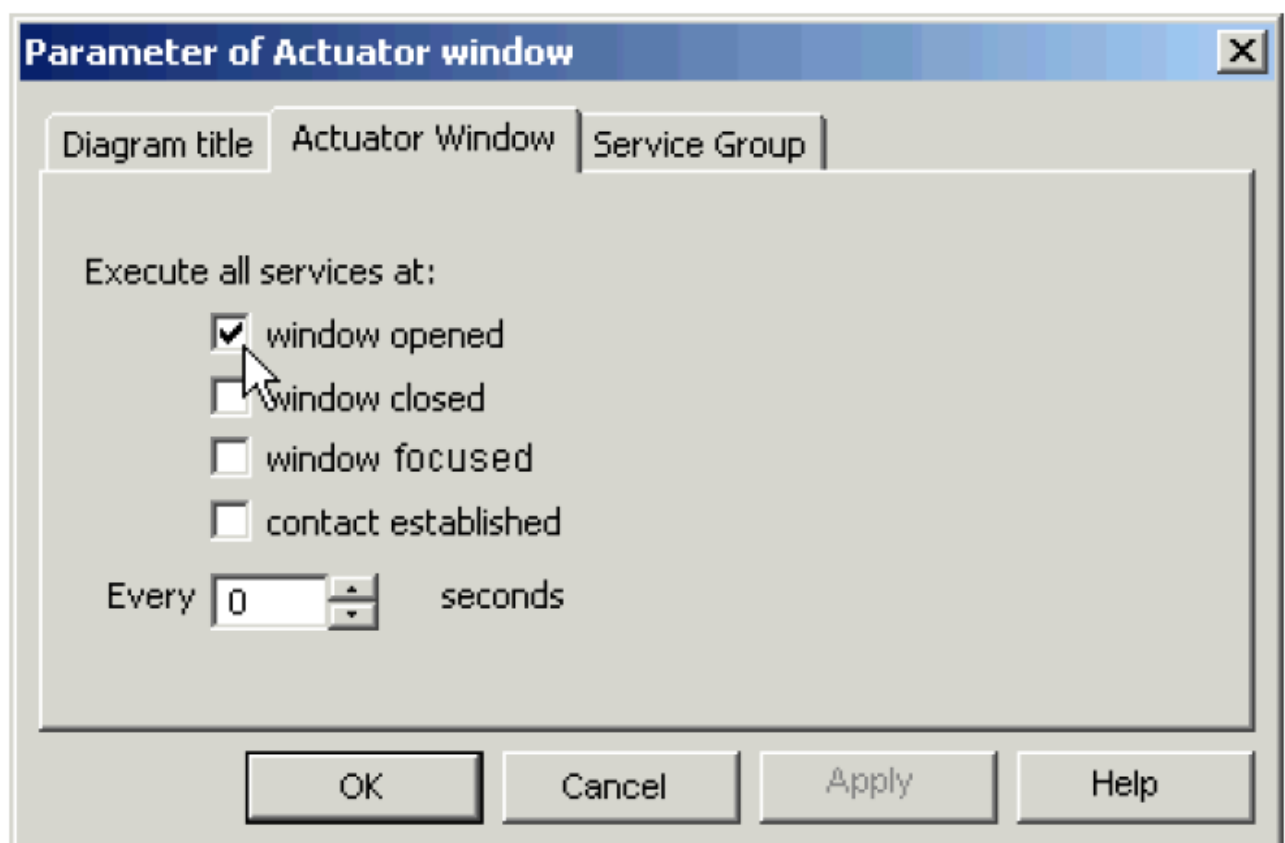 Parameter of Actuator window
Diagram title Actuator Window Service Group
Execute all services at:
window opened
window closed
window focused
contact established
Every 0 seconds
OK Cancel Apply Help